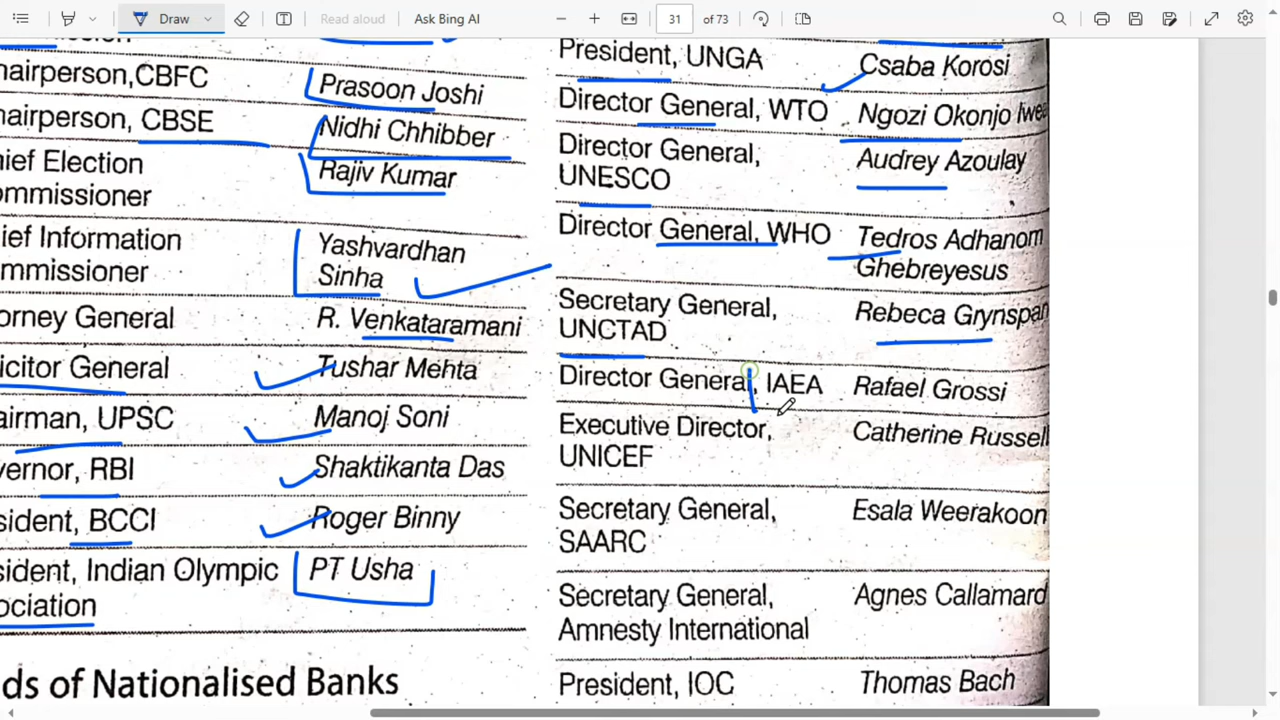 Draw
Read aloud
Ask Bing AI
31
of 73
hairperson,CBFC
Prasoon Joshi
hairperson, CBSE
Nidhi Chhibber
hief Election
ommissioner
Rajiv Kumar
ief Information
mmissioner
Yashvardhan
Sinha
orney General
R. Venkataramani
icitor General
Tushar Mehta
airman, UPSC
Manoj Soni
vernor, RBI
Shaktikanta Das
sident, BCCI
Roger Binny
sident, Indian Olympic
ociation
PT Usha
ds of Nationalised Banks
President, UNGA
Csaba Korosi
Director General, WTO
Ngozi Okonjo Iwea
Director General,
UNESCO
Audrey Azoulay
Director General, WHO
Tedros Adhanom
Ghebreyesus
Secretary General,
UNCTAD
Rebeca Grynspan
Director General, IAEA
Rafael Grossi
Executive Director,
UNICEF
Catherine Russell
Secretary General,
SAARC
Esala Weerakoon
Secretary General,
Amnesty International
Agnes Callamard
President, IOC
Thomas Bach